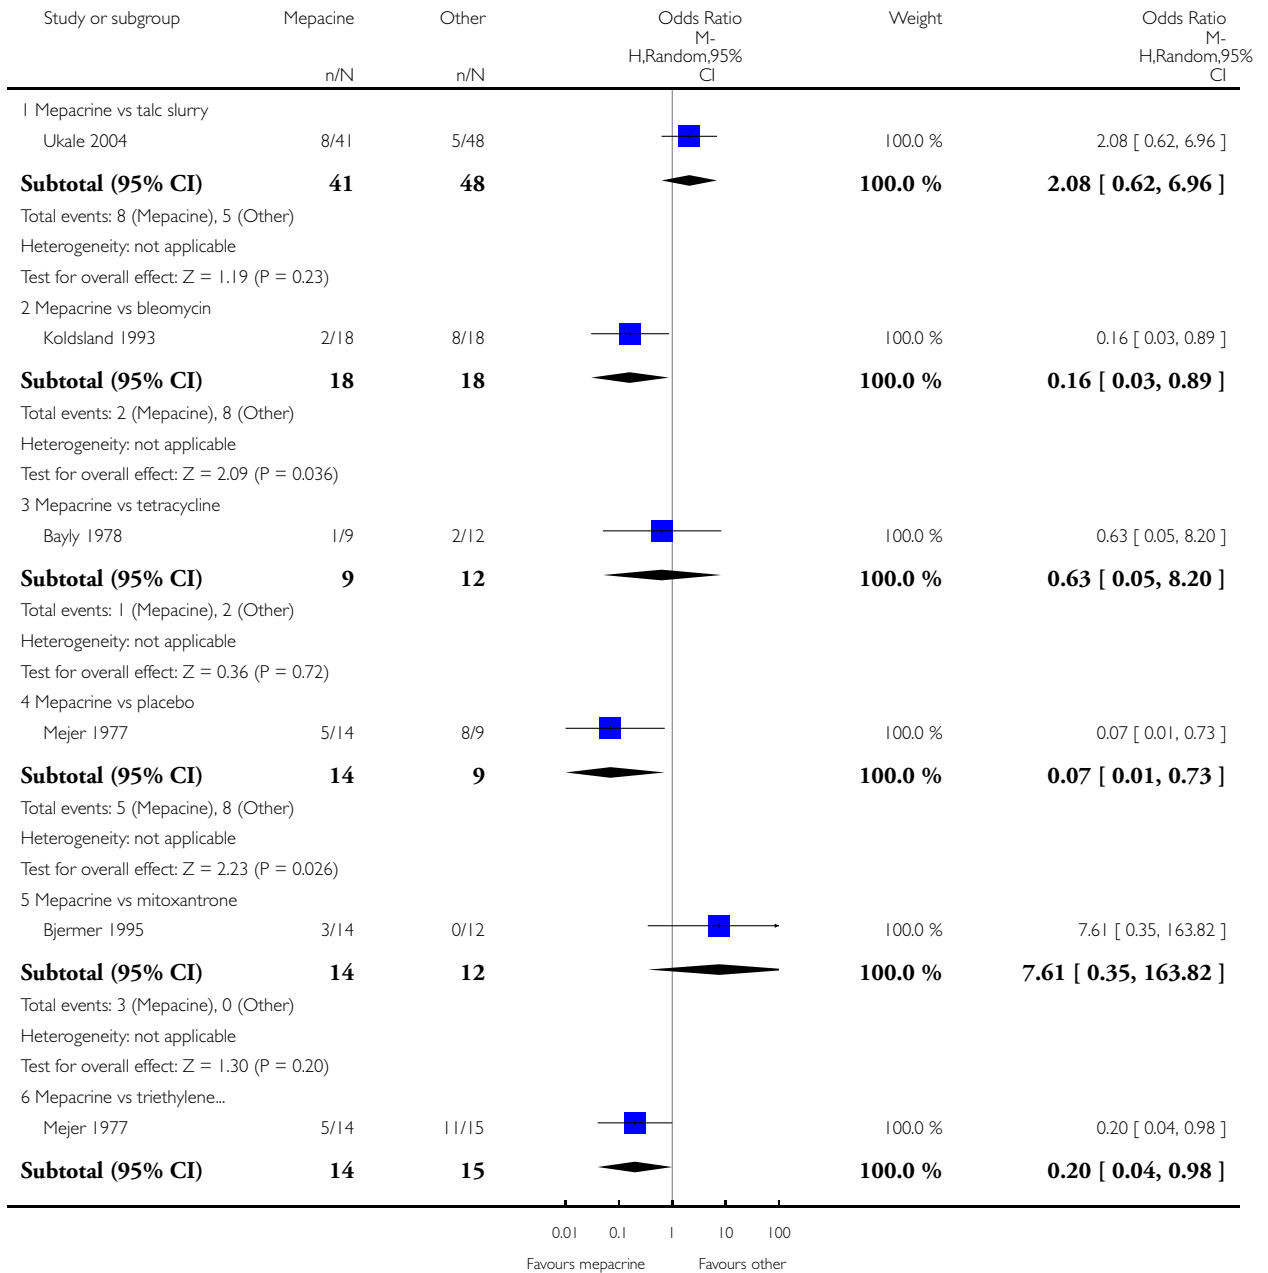 Study or subgroup Mepacine Other Odds Ratio Weight Odds Ratio
M- M-
H,Random,95% H,Random,95%
n/N n/N CI CI
1 Mepacrine vs talc slurry
Ukale 2004 8/41 5/48 100.0 % 2.08 [ 0.62, 6.96 ]
Subtotal (95% CI) 41 48 100.0 % 2.08 [ 0.62, 6.96 ]
Total events: 8 (Mepacine), 5 (Other)
Heterogeneity: not applicable
Test for overall effect: Z = 1.19 (P = 0.23)
2 Mepacrine vs bleomycin
Koldsland 1993 2/18 8/18 100.0 % 0.16 [ 0.03, 0.89 ]
Subtotal (95% CI) 18 18 100.0 % 0.16 [ 0.03, 0.89 ]
Total events: 2 (Mepacine), 8 (Other)
Heterogeneity: not applicable
Test for overall effect: Z = 2.09 (P = 0.036)
3 Mepacrine vs tetracycline
Bayly 1978 1/9 2/12 100.0 % 0.63 [ 0.05, 8.20 ]
Subtotal (95% CI) 9 12 100.0 % 0.63 [ 0.05, 8.20 ]
Total events: 1 (Mepacine), 2 (Other)
Heterogeneity: not applicable
Test for overall effect: Z = 0.36 (P = 0.72)
4 Mepacrine vs placebo
Mejer 1977 5/14 8/9 100.0 % 0.07 [ 0.01, 0.73 ]
Subtotal (95% CI) 14 9 100.0 % 0.07 [ 0.01, 0.73 ]
Total events: 5 (Mepacine), 8 (Other)
Heterogeneity: not applicable
Test for overall effect: Z = 2.23 (P = 0.026)
5 Mepacrine vs mitoxantrone
Bjermer 1995 3/14 0/12 100.0 % 7.61 [ 0.35, 163.82 ]
Subtotal (95% CI) 14 12 100.0 % 7.61 [ 0.35, 163.82 ]
Total events: 3 (Mepacine), 0 (Other)
Heterogeneity: not applicable
Test for overall effect: Z = 1.30 (P = 0.20)
6 Mepacrine vs triethylene...
Mejer 1977 5/14 11/15 100.0 % 0.20 [ 0.04, 0.98 ]
Subtotal (95% CI) 14 15 100.0 % 0.20 [ 0.04, 0.98 ]
0.01 0.1 1 10 100
Favours mepacrine Favours other